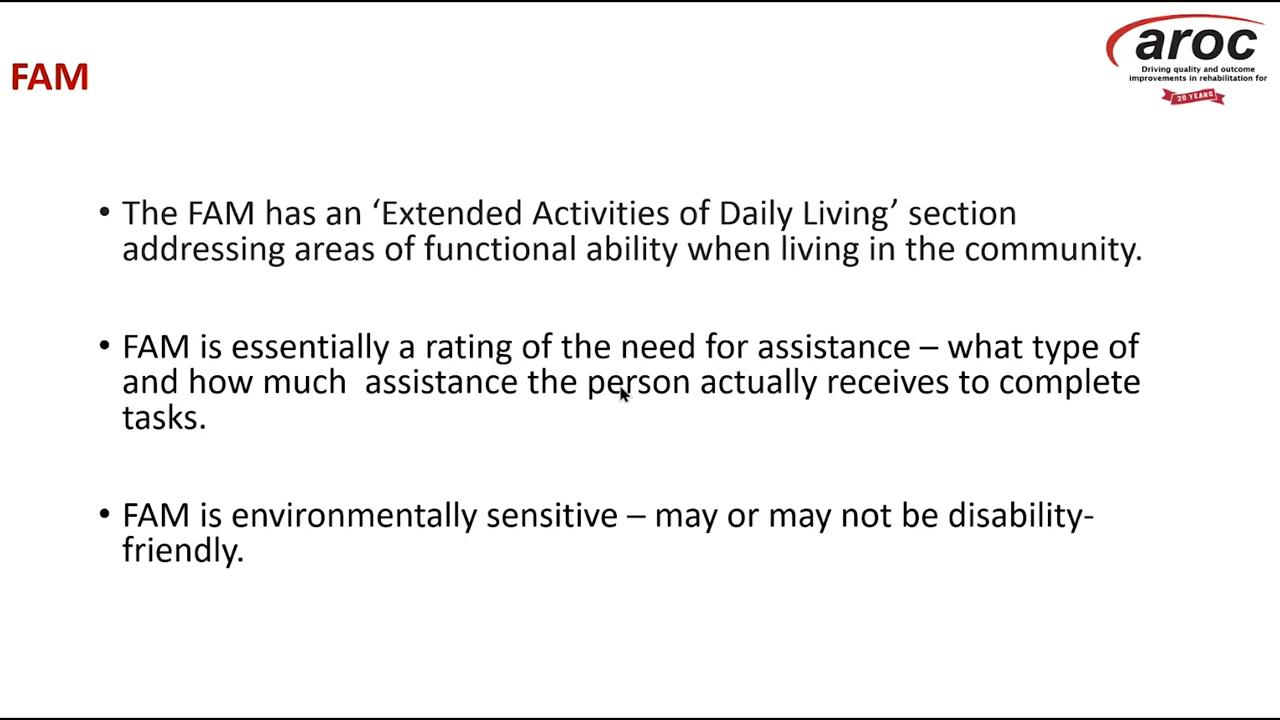 FAM
aroc
Driving quality and outcome
improvements in rehabilitation for
20 YEARS
• The FAM has an ‘Extended Activities of Daily Living’ section
addressing areas of functional ability when living in the community.
• FAM is essentially a rating of the need for assistance – what type of
and how much  assistance the person actually receives to complete
tasks.
• FAM is environmentally sensitive – may or may not be disability-
friendly.